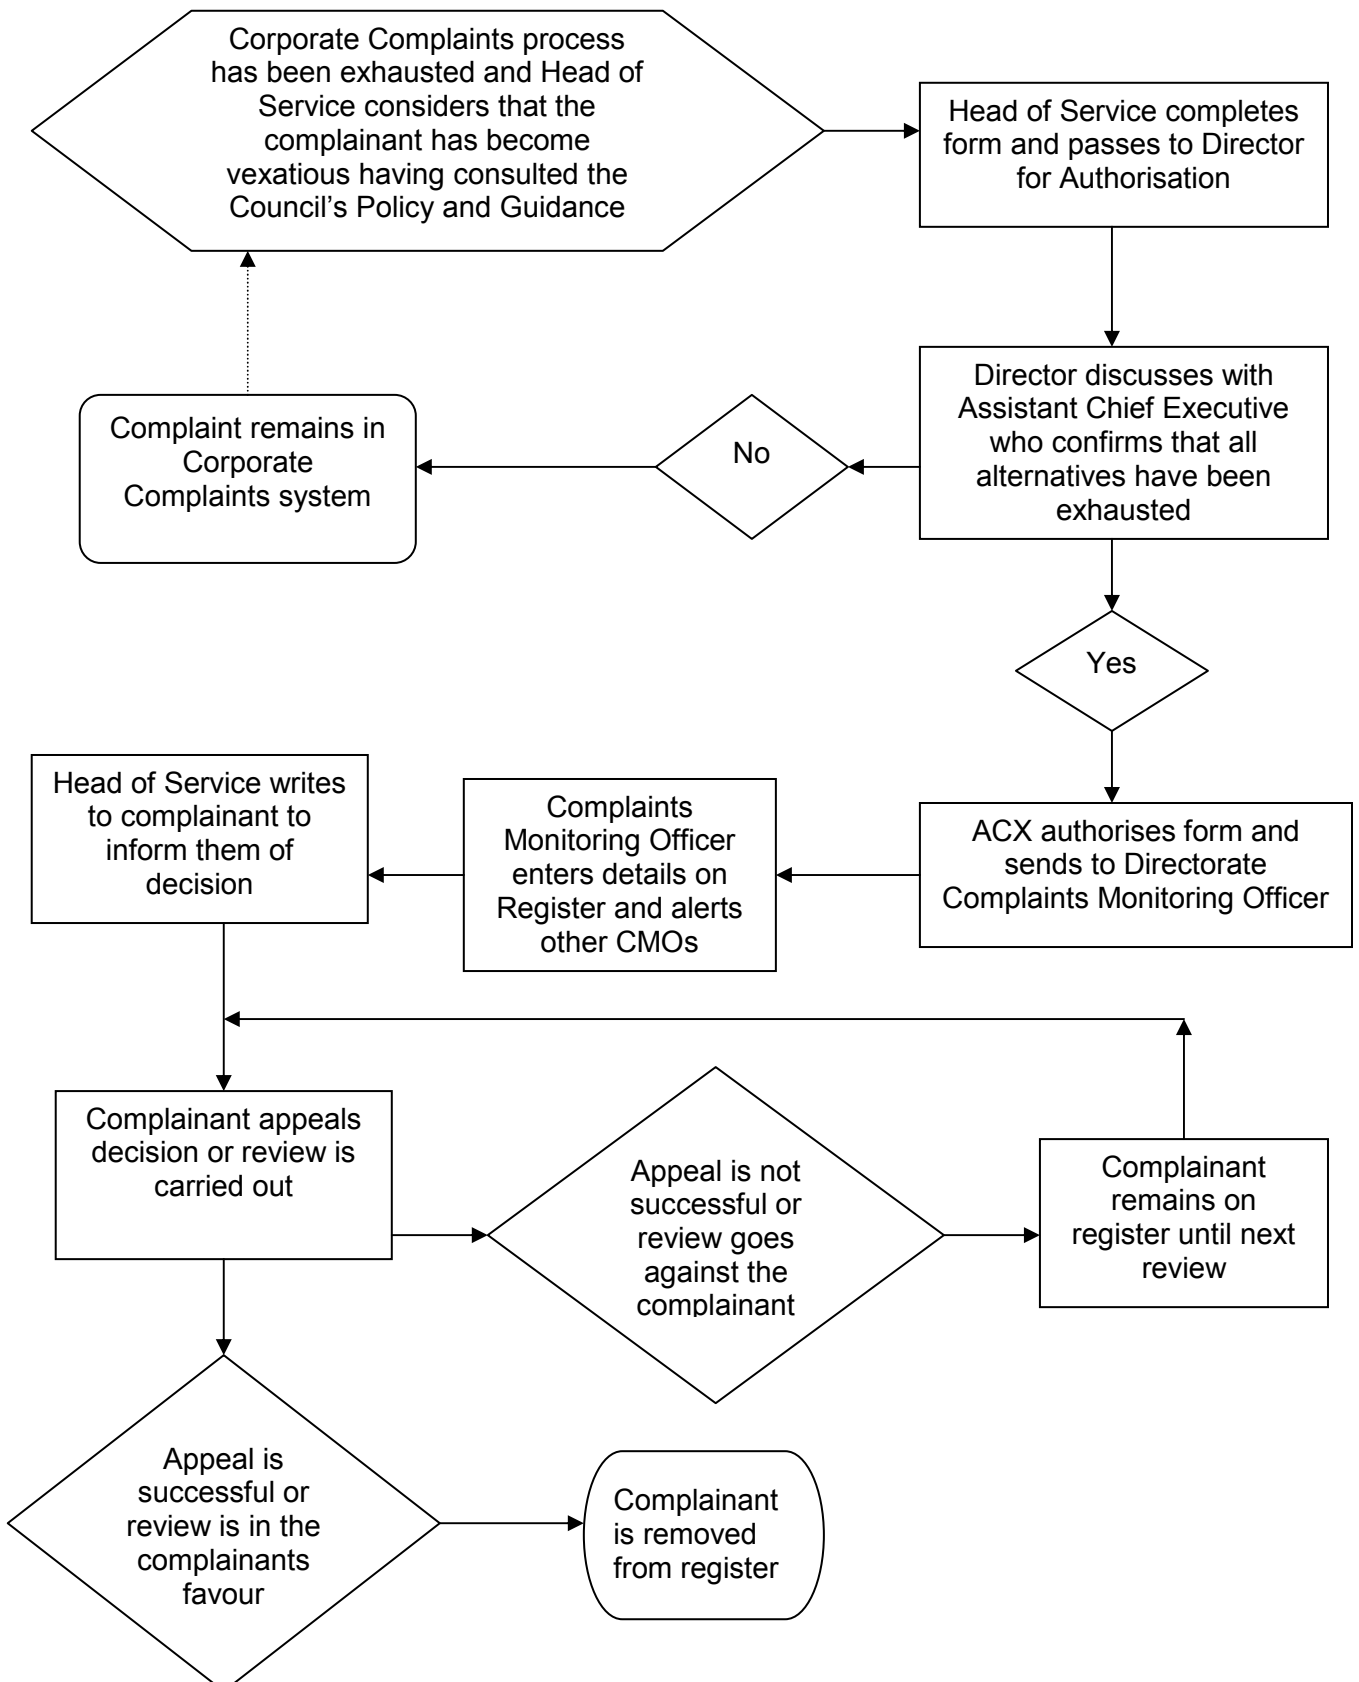 Corporate Complaints process
has been exhausted and Head of
Service considers that the
complainant has become
vexatious having consulted the
Council’s Policy and Guidance
Head of Service completes
form and passes to Director
for Authorisation
Director discusses with
Assistant Chief Executive
who confirms that all
alternatives have been
exhausted
No
Complaint remains in
Corporate
Complaints system
Yes
ACX authorises form and
sends to Directorate
Complaints Monitoring Officer
Complaints
Monitoring Officer
enters details on
Register and alerts
other CMOs
Head of Service writes
to complainant to
inform them of
decision
Complainant appeals
decision or review is
carried out
Appeal is not
successful or
review goes
against the
complainant
Complainant
remains on
register until next
review
Appeal is
successful or
review is in the
complainants
favour
Complainant
is removed
from register